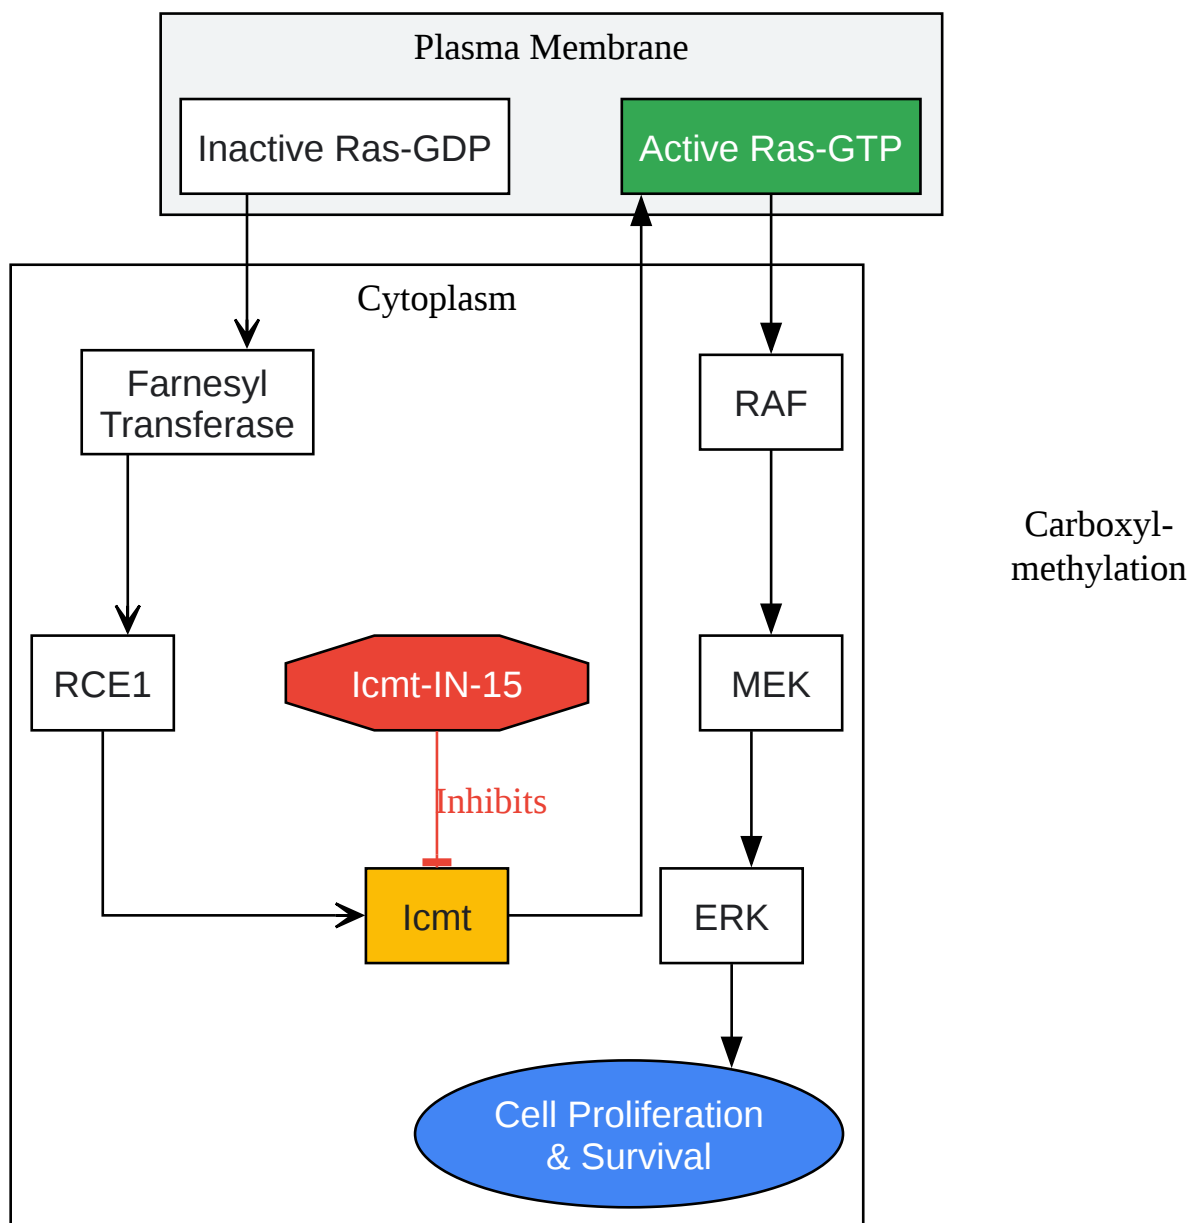 Plasma Membrane
Inactive Ras-GDP
Active Ras-GTP
Cytoplasm
Farnesyl
Transferase
RAF
Carboxyl-
methylation
RCE1
Icmt-IN-15
MEK
Inhibits
Icmt
ERK
Cell Proliferation
& Survival